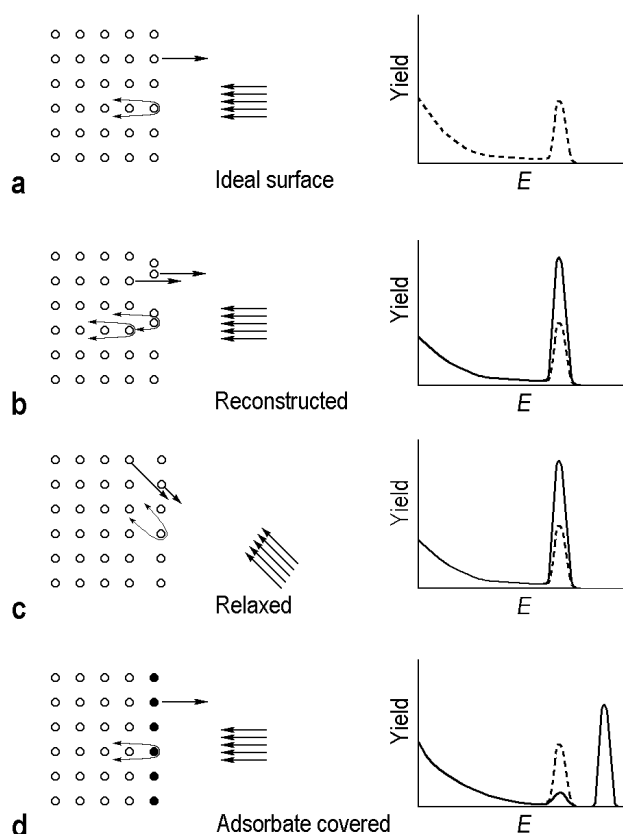 Yield
E
a
Ideal surface
Yield
E
b
Reconstructed
Yield
E
c
Relaxed
Yield
E
d
Adsorbate covered